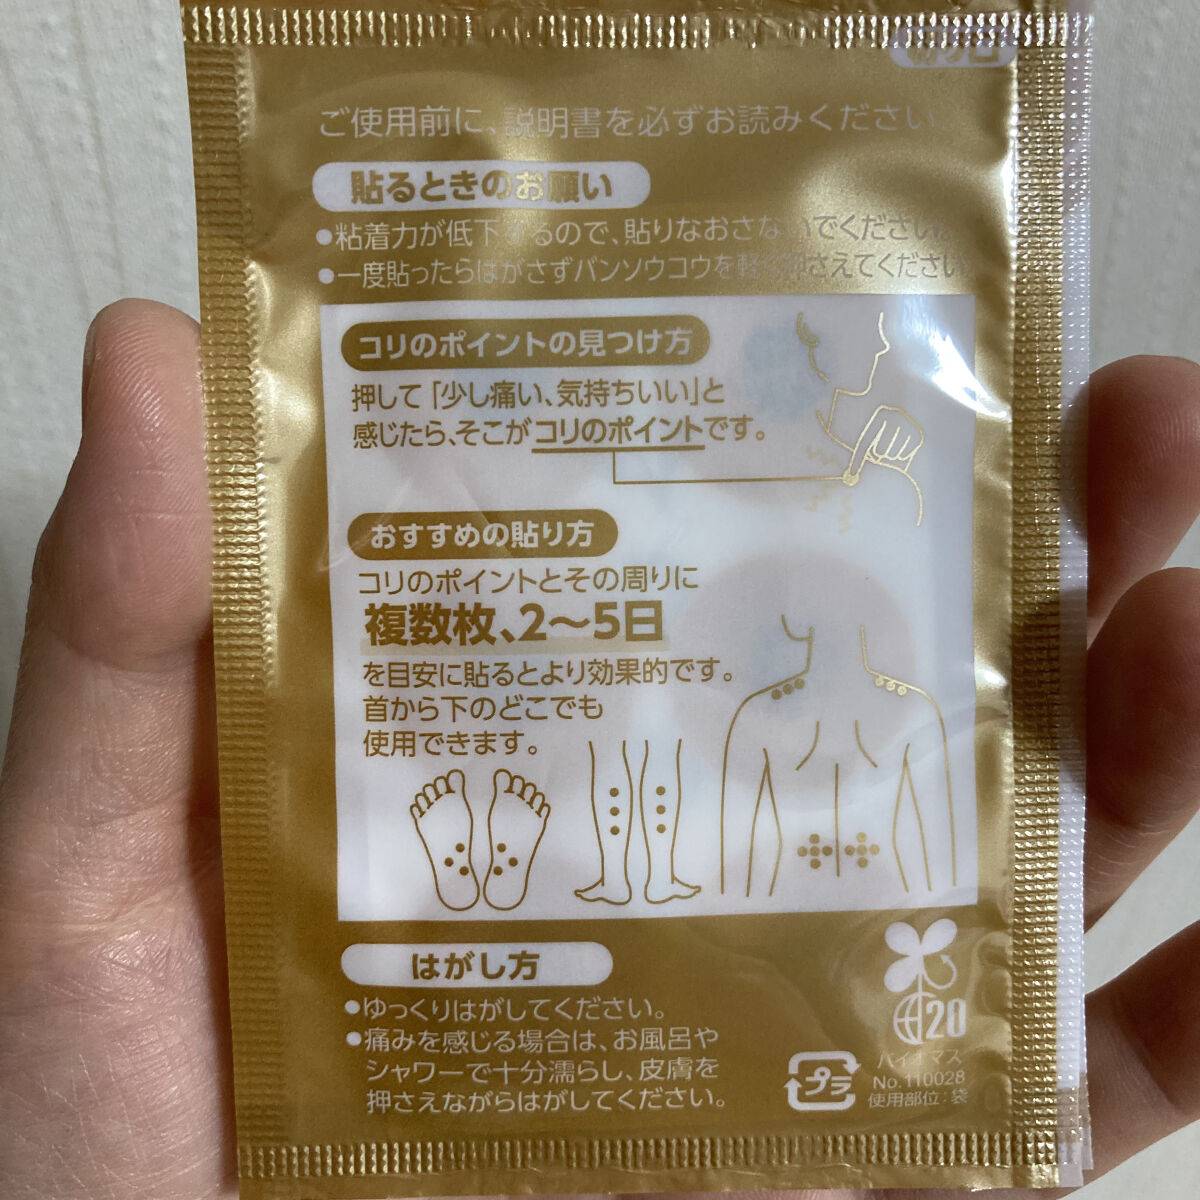 切り口
ご使用前に、説明書を必ずお読みください。
貼るときのお願い
●粘着力が低下するので、貼りなおさないでください。
●一度貼ったらはがさずバンソウコウを軽く押さえてください。
コリのポイントの見つけ方
押して「少し痛い、気持ちいい」と
感じたら、そこがコリのポイントです。
おすすめの貼り方
コリのポイントとその周りに
複数枚、2〜5日
を目安に貼るとより効果的です。
首から下のどこでも
使用できます。
はがし方
●ゆっくりはがしてください。
●痛みを感じる場合は、お風呂や
シャワーで十分濡らし、皮膚を
押さえながらはがしてください。
プラ
20
バイオマス
No.110028
使用部位:袋